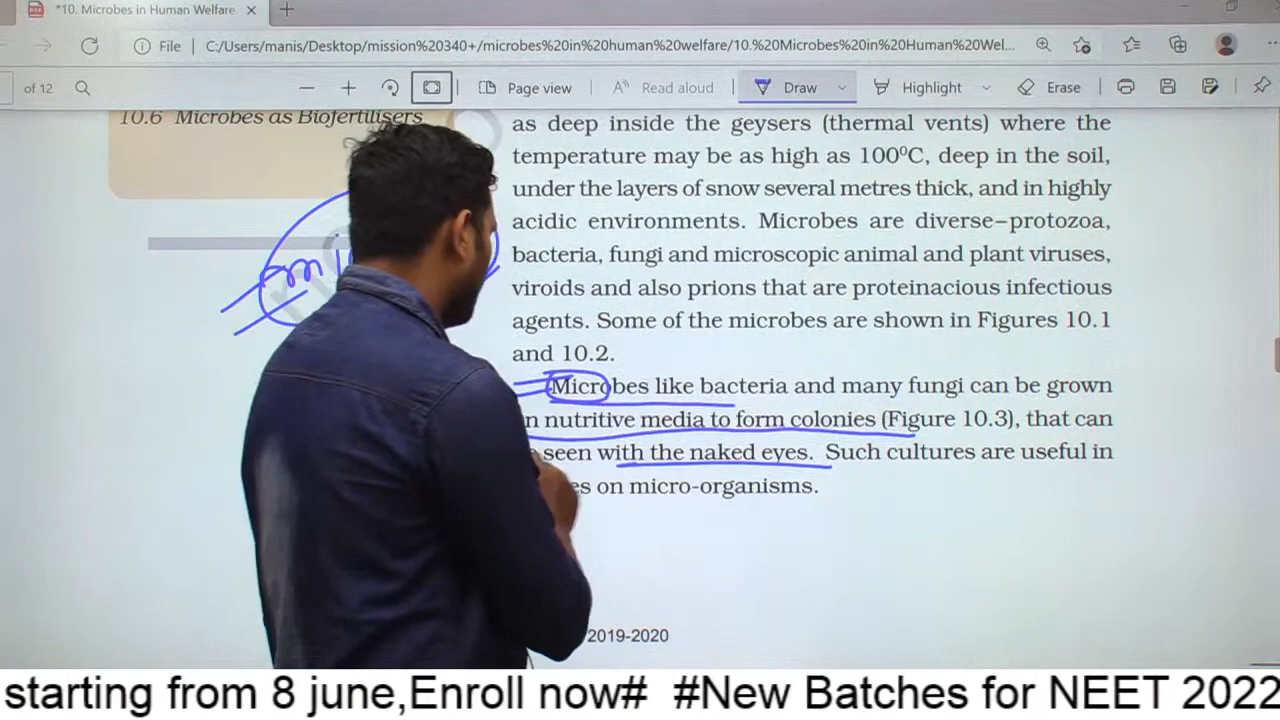 *10. Microbes in Human Welfare
File
C:/Users/manis/Desktop/mission%20340+/microbes%20in%20human%20welfare/10.%20Microbes%20in%20Human%20Wel...
of 12
Page view
Read aloud
Draw
Highlight
Erase
10.6 Microbes as Biofertilisers
as deep inside the geysers (thermal vents) where the
temperature may be as high as 100⁰C, deep in the soil,
under the layers of snow several metres thick, and in highly
acidic environments. Microbes are diverse–protozoa,
bacteria, fungi and microscopic animal and plant viruses,
viroids and also prions that are proteinacious infectious
agents. Some of the microbes are shown in Figures 10.1
and 10.2.
Microbes like bacteria and many fungi can be grown
nutritive media to form colonies (Figure 10.3), that can
seen with the naked eyes. Such cultures are useful in
on micro-organisms.
2019-2020
starting from 8 june,Enroll now# #New Batches for NEET 2022